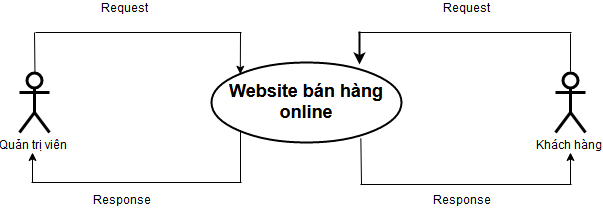 Request
Request
Website bán hàng
online
Quản trị viên
Khách hàng
Response
Response